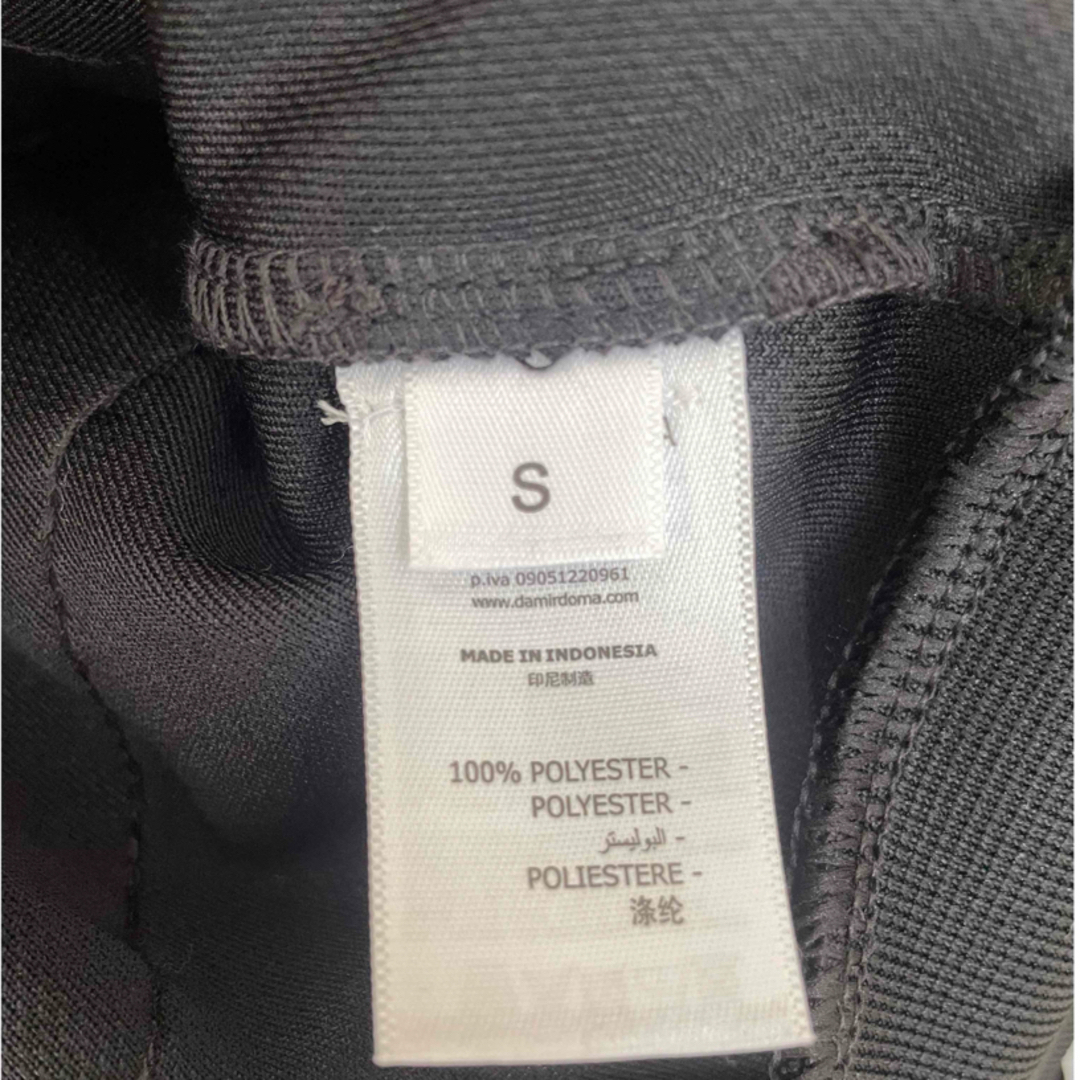 S
p.iva 09051220961
www.damirdoma.com
MADE IN INDONESIA
印尼制造
100% POLYESTER -
POLYESTER -
البوليستر -
POLIESTERE -
涤纶